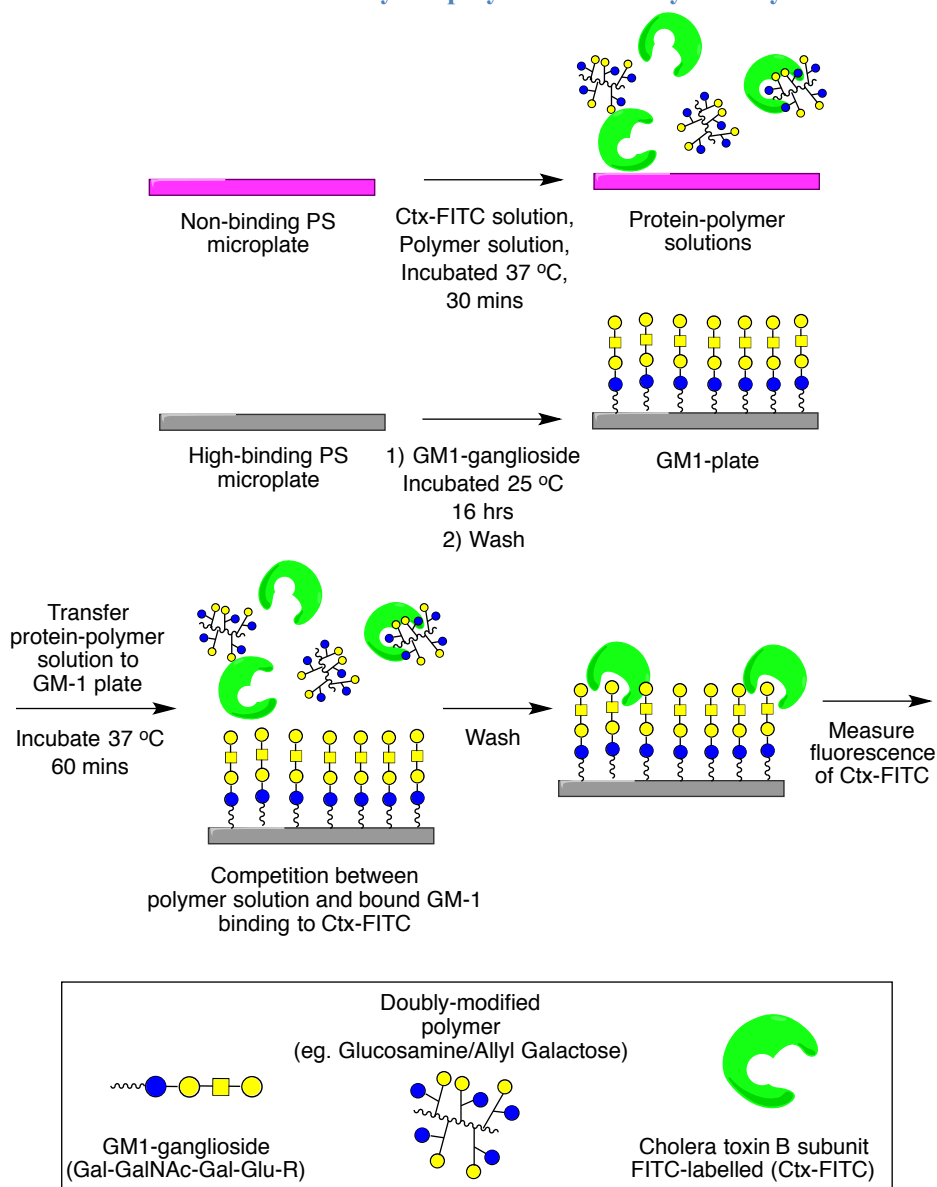 Non-binding PS
microplate
Ctx-FITC solution,
Polymer solution,
Incubated 37 ºC,
30 mins
Protein-polymer
solutions
High-binding PS
microplate
1) GM1-ganglioside
Incubated 25 ºC
16 hrs
2) Wash
GM1-plate
Transfer
protein-polymer
solution to
GM-1 plate
Incubate 37 ºC
60 mins
Wash
Measure
fluorescence
of Ctx-FITC
Competition between
polymer solution and bound GM-1
binding to Ctx-FITC
Doubly-modified
polymer
(eg. Glucosamine/Allyl Galactose)
GM1-ganglioside
(Gal-GalNAc-Gal-Glu-R)
Cholera toxin B subunit
FITC-labelled (Ctx-FITC)